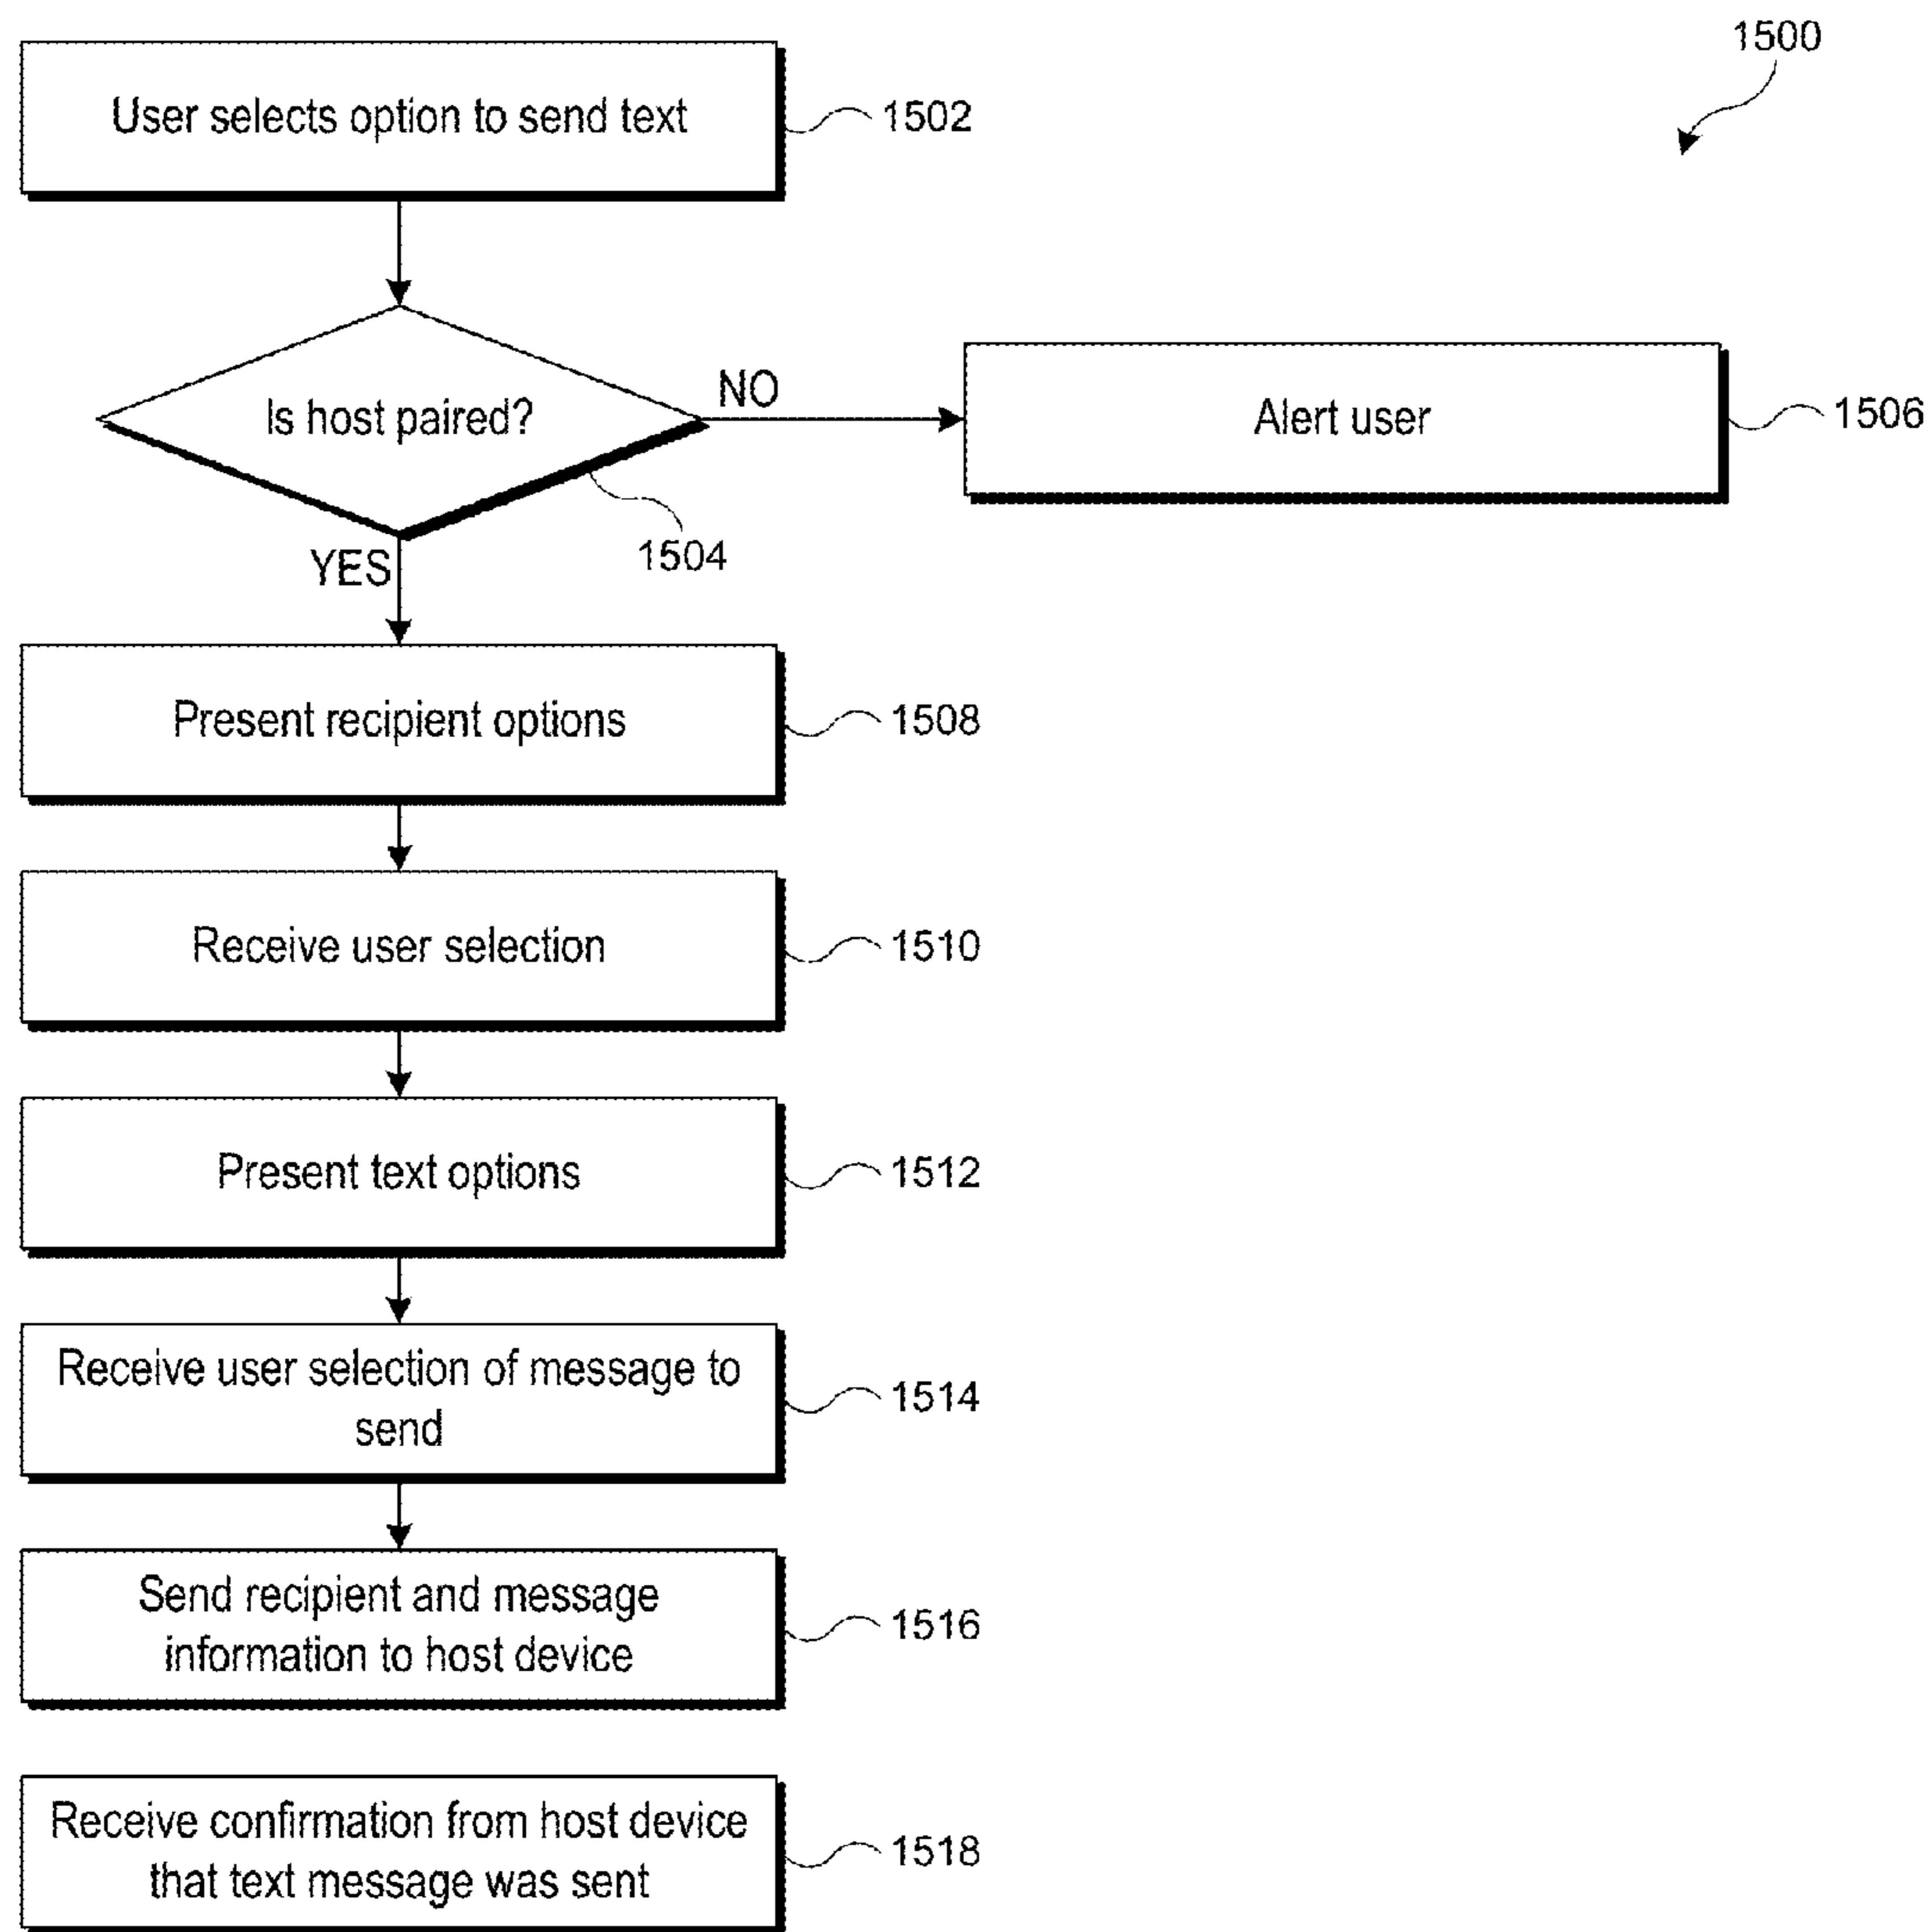 1500
User selects option to send text
1502
Is host paired?
NO
Alert user
1506
1504
YES
Present recipient options
1508
Receive user selection
1510
Present text options
1512
Receive user selection of message to
send
1514
Send recipient and message
information to host device
1516
Receive confirmation from host device
that text message was sent
1518